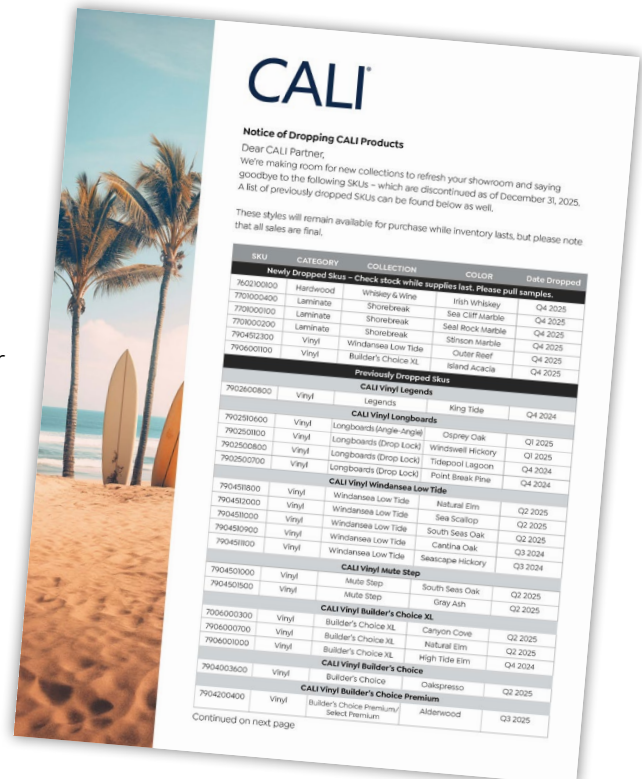 r
CALI®
Notice of Dropping CALI Products
Dear CALI Partner,
We're making room for new collections to refresh your showroom and saying
goodbye to the following SKUs – which are discontinued as of December 31, 2025.
A list of previously dropped SKUs can be found below as well.
These styles will remain available for purchase while inventory lasts, but please note
that all sales are final.
SKU CATEGORY COLLECTION COLOR Date Dropped
Newly Dropped Skus – Check stock while supplies last. Please pull samples.
7602100100 Hardwood Whiskey & Wine Irish Whiskey Q4 2025
7701000400 Laminate Shorebreak Sea Cliff Marble Q4 2025
7701000100 Laminate Shorebreak Seal Rock Marble Q4 2025
7701000200 Laminate Shorebreak Stinson Marble Q4 2025
7904512300 Vinyl Windansea Low Tide Outer Reef Q4 2025
7906001100 Vinyl Builder's Choice XL Island Acacia Q4 2025
Previously Dropped Skus
CALI Vinyl Legends
7902600800 Vinyl Legends King Tide Q4 2024
CALI Vinyl Longboards
7902510600 Vinyl Longboards (Angle-Angle) Osprey Oak Q1 2025
7902501100 Vinyl Longboards (Drop Lock) Windswell Hickory Q1 2025
7902500800 Vinyl Longboards (Drop Lock) Tidepool Lagoon Q4 2024
7902500700 Vinyl Longboards (Drop Lock) Point Break Pine Q4 2024
CALI Vinyl Windansea Low Tide
7904511800 Vinyl Windansea Low Tide Natural Elm Q2 2025
7904512000 Vinyl Windansea Low Tide Sea Scallop Q2 2025
7904511000 Vinyl Windansea Low Tide South Seas Oak Q2 2025
7904510900 Vinyl Windansea Low Tide Cantina Oak Q3 2024
7904511100 Vinyl Windansea Low Tide Seascape Hickory Q3 2024
CALI Vinyl Mute Step
7904501000 Vinyl Mute Step South Seas Oak Q2 2025
7904501500 Vinyl Mute Step Gray Ash Q2 2025
CALI Vinyl Builder's Choice XL
7006000300 Vinyl Builder's Choice XL Canyon Cove Q2 2025
7906000700 Vinyl Builder's Choice XL Natural Elm Q2 2025
7906001000 Vinyl Builder's Choice XL High Tide Elm Q4 2024
CALI Vinyl Builder's Choice
7904003600 Vinyl Builder's Choice Oakspresso Q2 2025
CALI Vinyl Builder's Choice Premium
7904200400 Vinyl Builder's Choice Premium/ Alderwood Q3 2025
Select Premium
Continued on next page